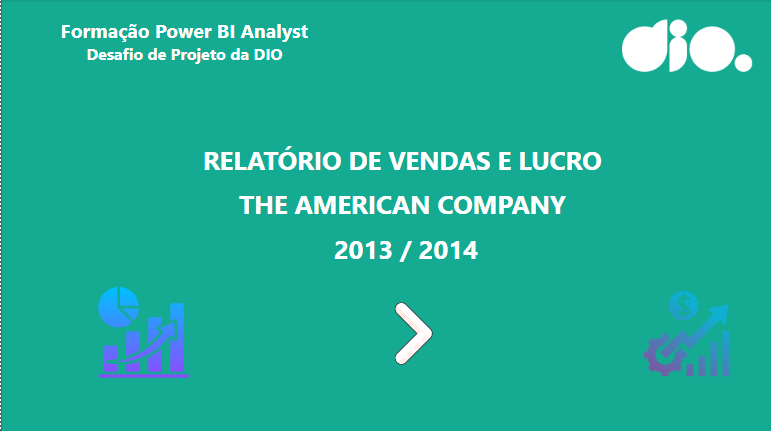 Formação Power BI Analyst
Desafio de Projeto da DIO
dio.
RELATÓRIO DE VENDAS E LUCRO
THE AMERICAN COMPANY
2013 / 2014
$